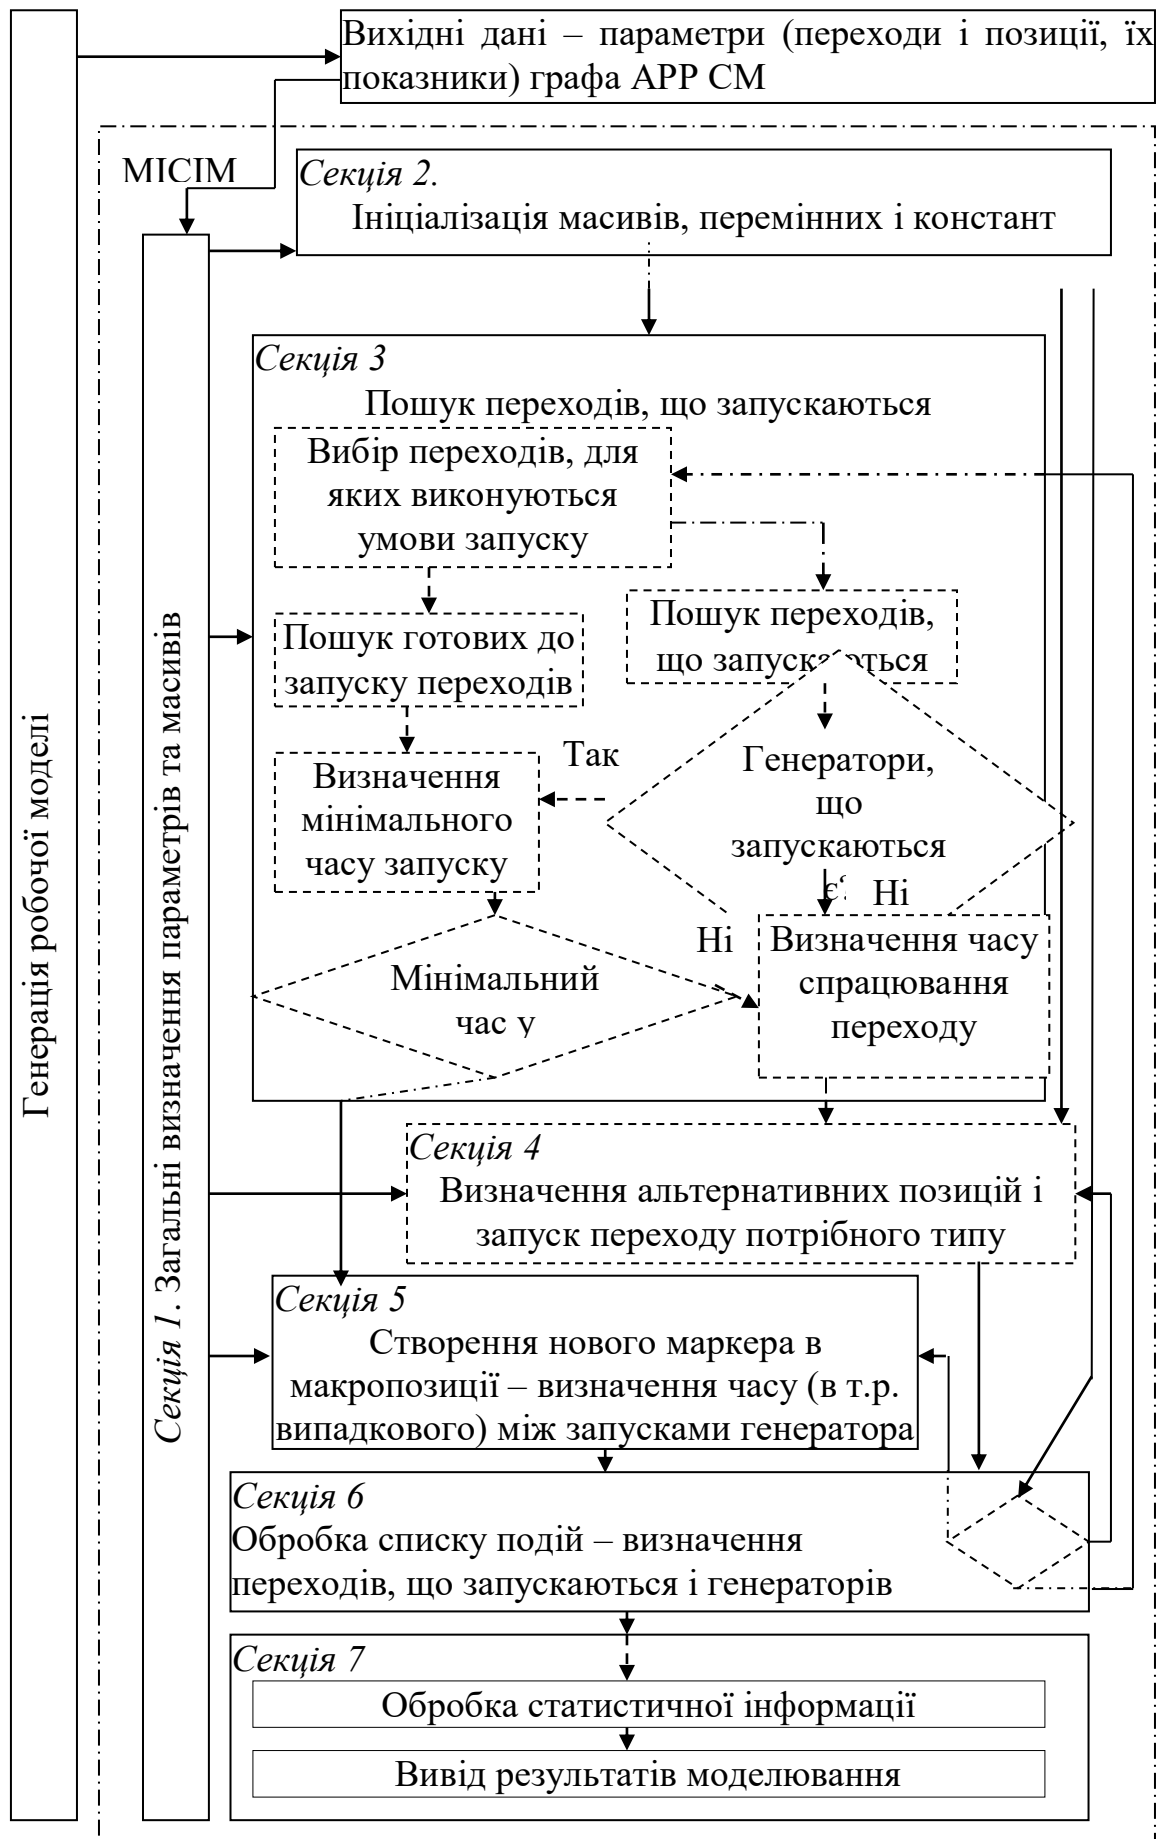 Вихідні дані – параметри (переходи і позиції, їх
показники) графа АРР СМ
МІСІМ
Секція 2.
Ініціалізація масивів, перемінних і констант
Генерація робочої моделі
Секція 1. Загальні визначення параметрів та масивів
Секція 3
Пошук переходів, що запускаються
Вибір переходів, для
яких виконуються
умови запуску
Пошук готових до
запуску переходів
Пошук переходів,
що запускаються
Визначення
мінімального
часу запуску
Так
Генератори,
що
запускаються
є?
Ні
Ні
Мінімальний
час у
Визначення часу
спрацювання
переходу
Секція 4
Визначення альтернативних позицій і
запуск переходу потрібного типу
Секція 5
Створення нового маркера в
макропозиції – визначення часу (в т.р.
випадкового) між запусками генератора
Секція 6
Обробка списку подій – визначення
переходів, що запускаються і генераторів
Секція 7
Обробка статистичної інформації
Вивід результатів моделювання